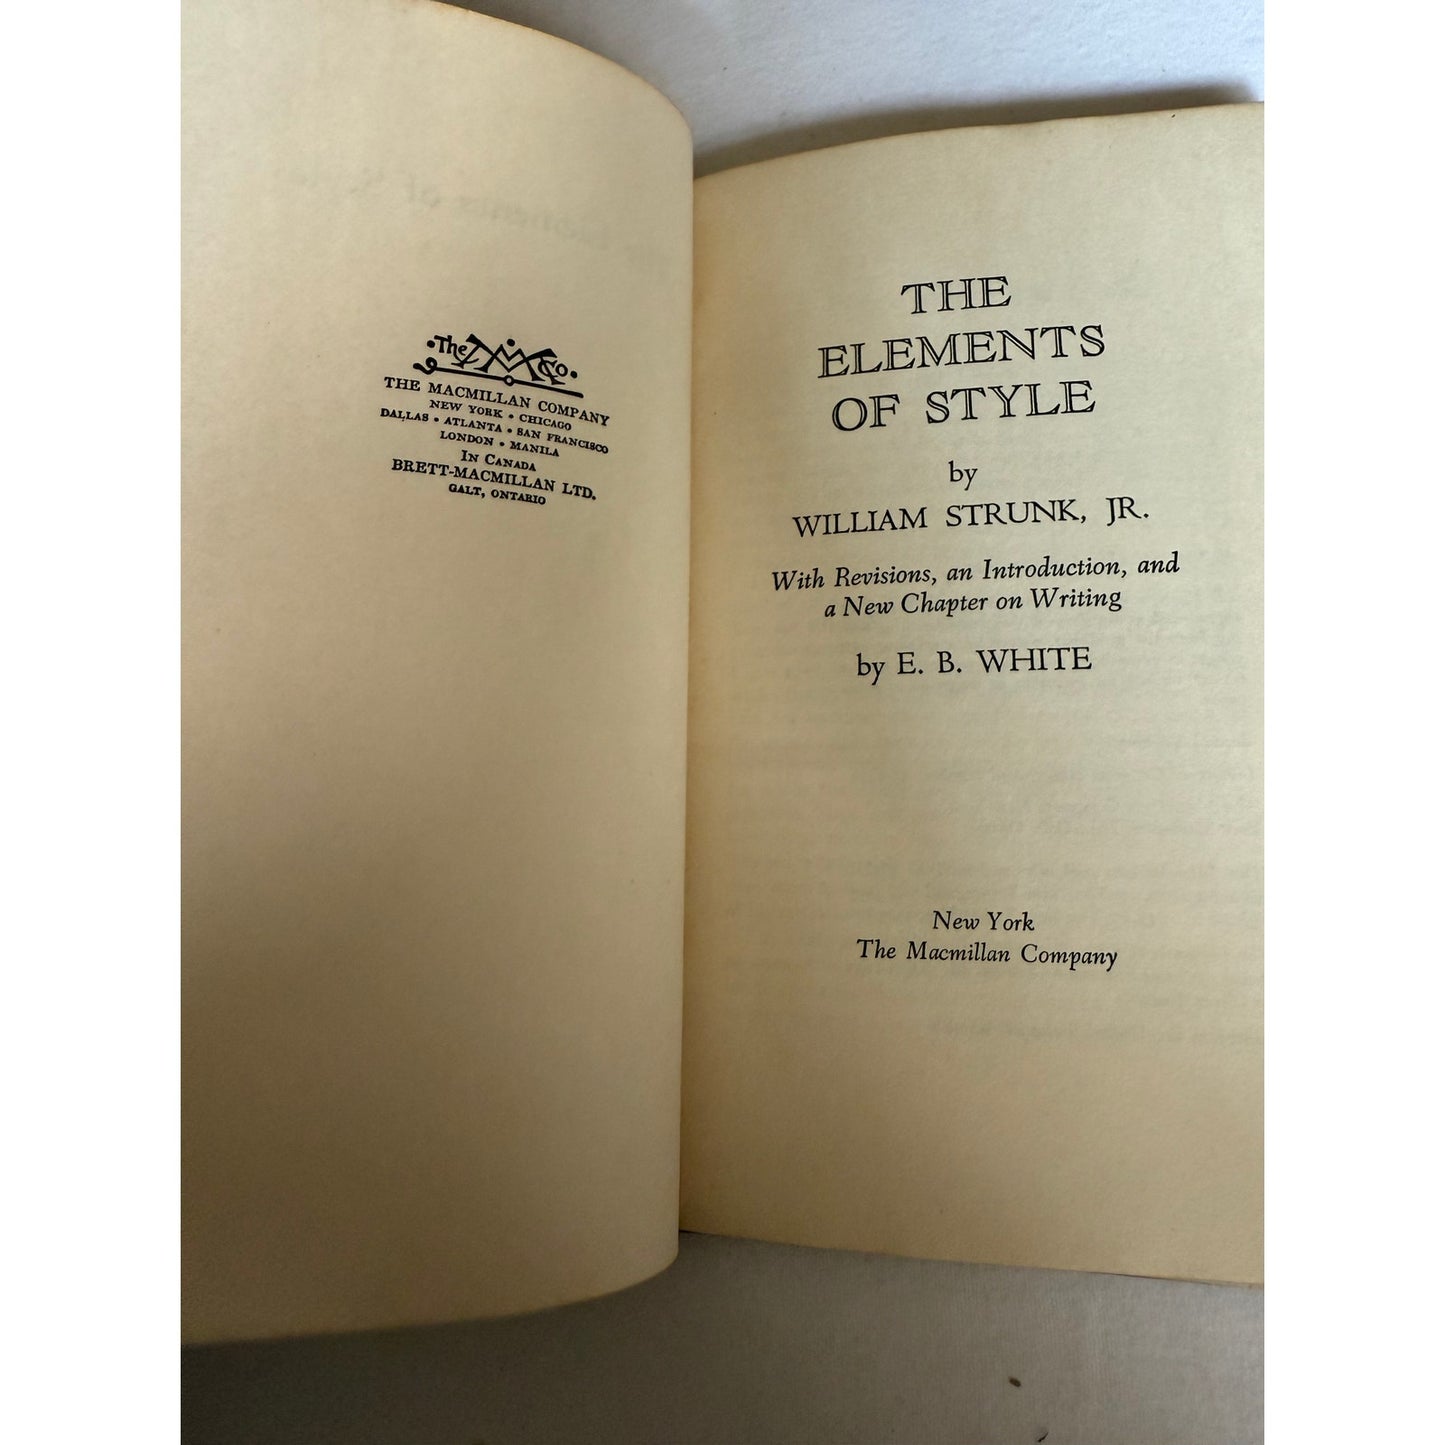 The M Co.
THE MACMILLAN COMPANY
NEW YORK • CHICAGO
DALLAS • ATLANTA • SAN FRANCISCO
LONDON • MANILA
IN CANADA
BRETT-MACMILLAN LTD.
GALT, ONTARIO
THE
ELEMENTS
OF STYLE
by
WILLIAM STRUNK, JR.
With Revisions, an Introduction, and
a New Chapter on Writing
by E. B. WHITE
New York
The Macmillan Company